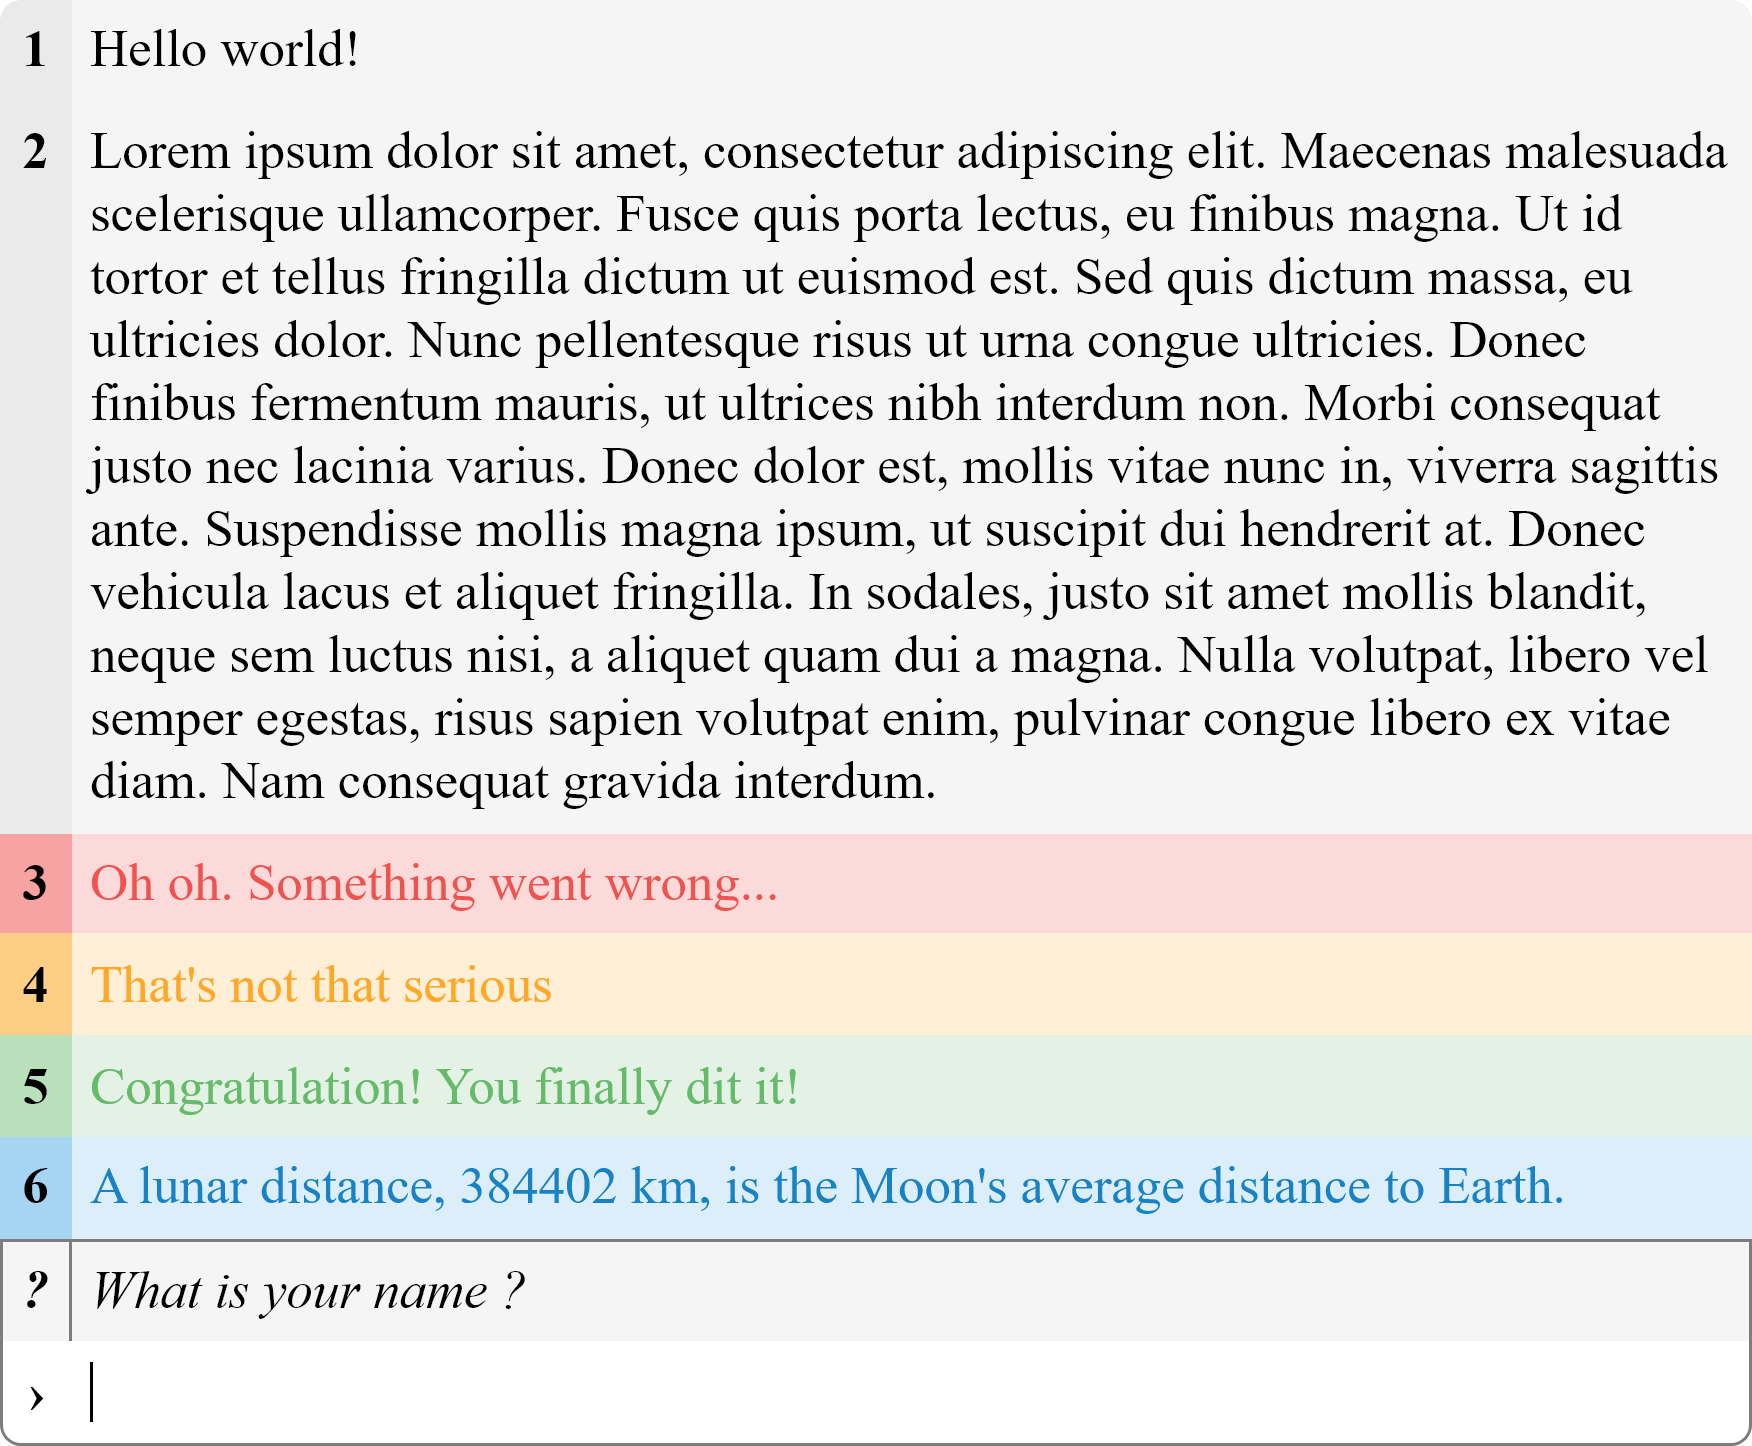 1 Hello world!
2 Lorem ipsum dolor sit amet, consectetur adipiscing elit. Maecenas malesuada
scelerisque ullamcorper. Fusce quis porta lectus, eu finibus magna. Ut id
tortor et tellus fringilla dictum ut euismod est. Sed quis dictum massa, eu
ultricies dolor. Nunc pellentesque risus ut urna congue ultricies. Donec
finibus fermentum mauris, ut ultrices nibh interdum non. Morbi consequat
justo nec lacinia varius. Donec dolor est, mollis vitae nunc in, viverra sagittis
ante. Suspendisse mollis magna ipsum, ut suscipit dui hendrerit at. Donec
vehicula lacus et aliquet fringilla. In sodales, justo sit amet mollis blandit,
neque sem luctus nisi, a aliquet quam dui a magna. Nulla volutpat, libero vel
semper egestas, risus sapien volutpat enim, pulvinar congue libero ex vitae
diam. Nam consequat gravida interdum.
3 Oh oh. Something went wrong...
4 That's not that serious
5 Congratulation! You finally dit it!
6 A lunar distance, 384402 km, is the Moon's average distance to Earth.
? What is your name ?
›